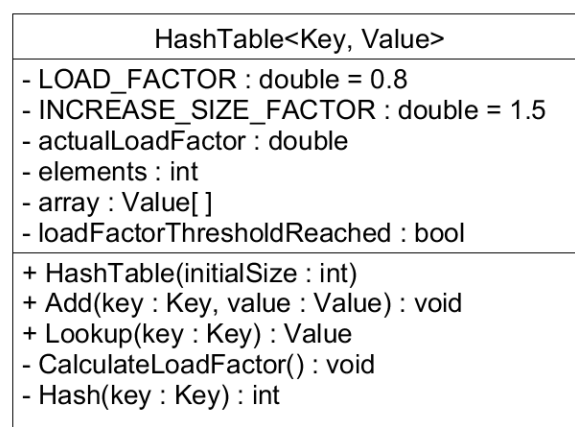 HashTable<Key, Value>
- LOAD_FACTOR : double = 0.8
- INCREASE_SIZE_FACTOR : double = 1.5
- actualLoadFactor : double
- elements : int
- array : Value[ ]
- loadFactorThresholdReached : bool
+ HashTable(initialSize : int)
+ Add(key : Key, value : Value) : void
+ Lookup(key : Key) : Value
- CalculateLoadFactor() : void
- Hash(key : Key) : int